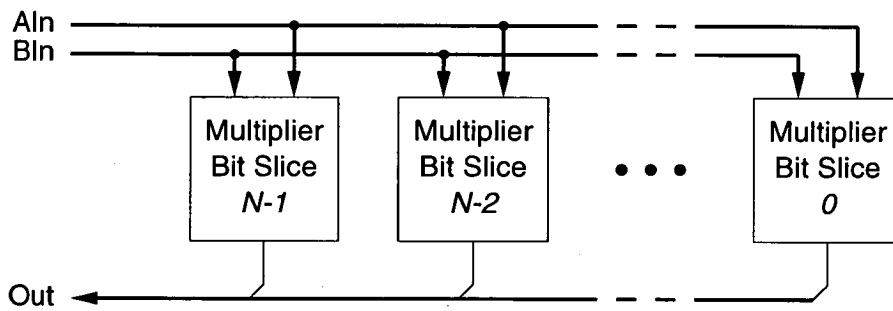 AIn
BIn
Multiplier
Bit Slice
N-1
Multiplier
Bit Slice
N-2
Multiplier
Bit Slice
0
Out